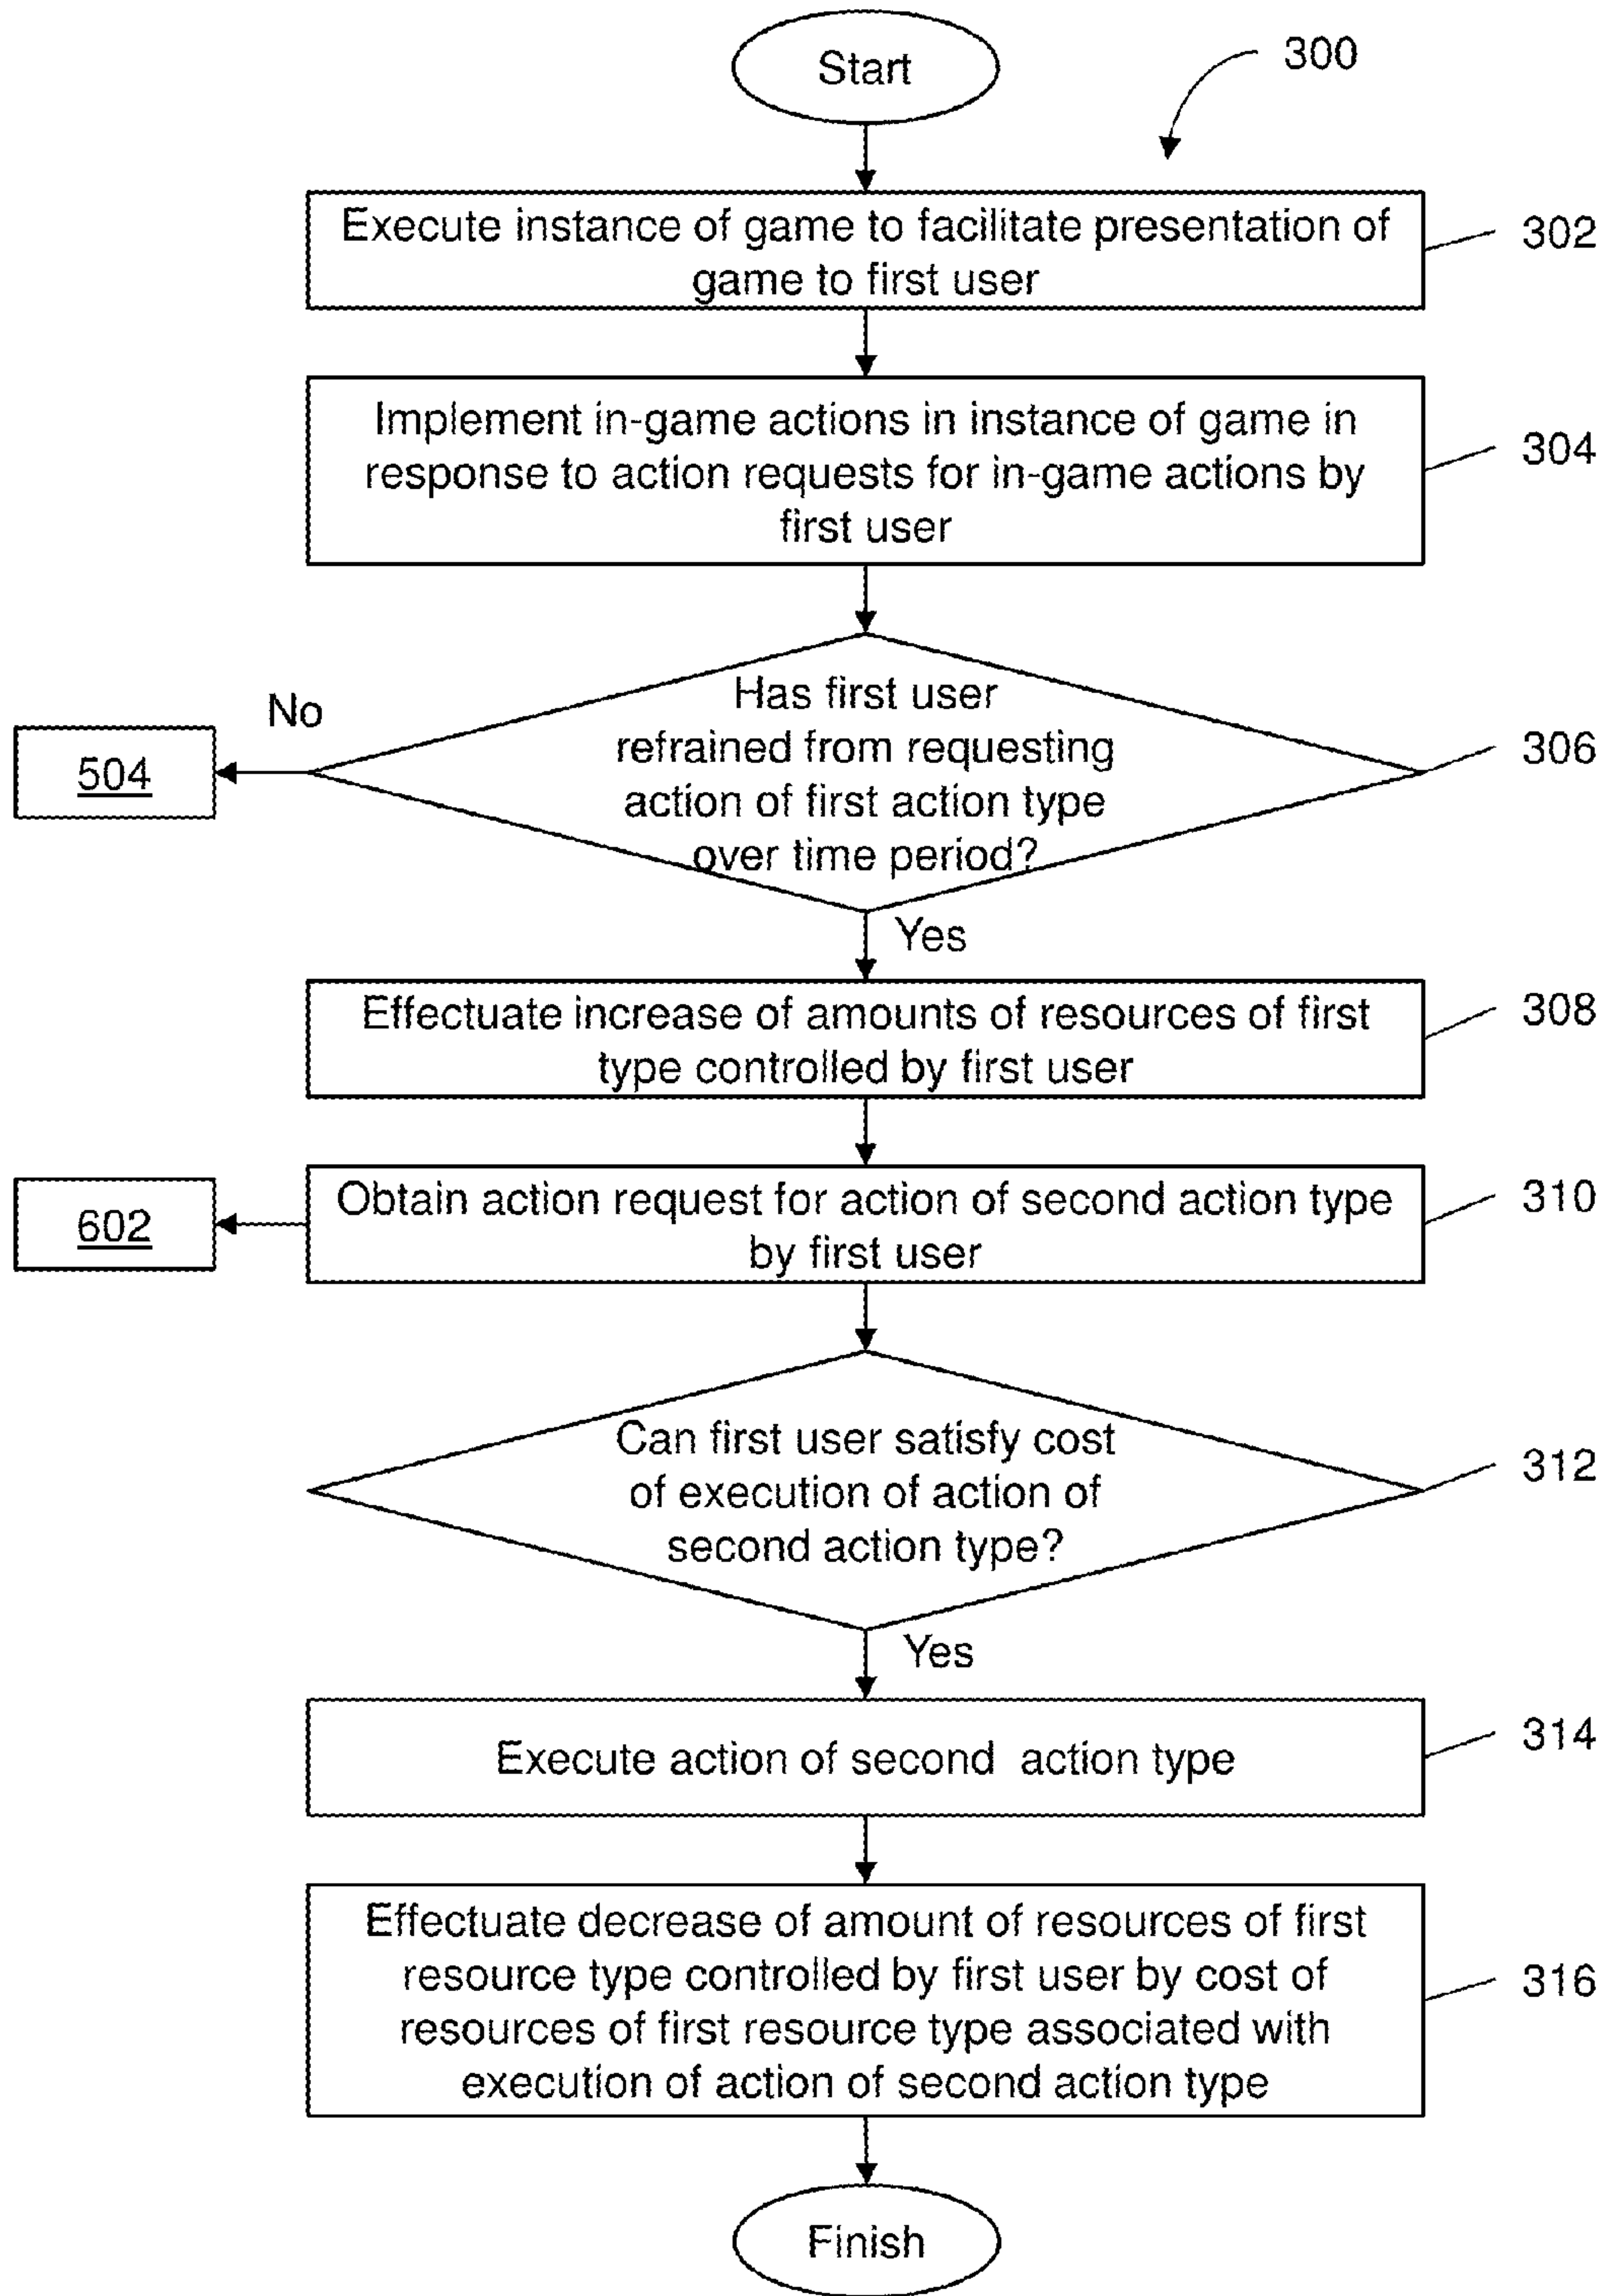 Start
300
Execute instance of game to facilitate presentation of
game to first user
302
Implement in-game actions in instance of game in
response to action requests for in-game actions by
first user
304
Has first user
refrained from requesting
action of first action type
over time period?
306
No
504
Yes
Effectuate increase of amounts of resources of first
type controlled by first user
308
Obtain action request for action of second action type
by first user
310
602
Can first user satisfy cost
of execution of action of
second action type?
312
Yes
Execute action of second action type
314
Effectuate decrease of amount of resources of first
resource type controlled by first user by cost of
resources of first resource type associated with
execution of action of second action type
316
Finish